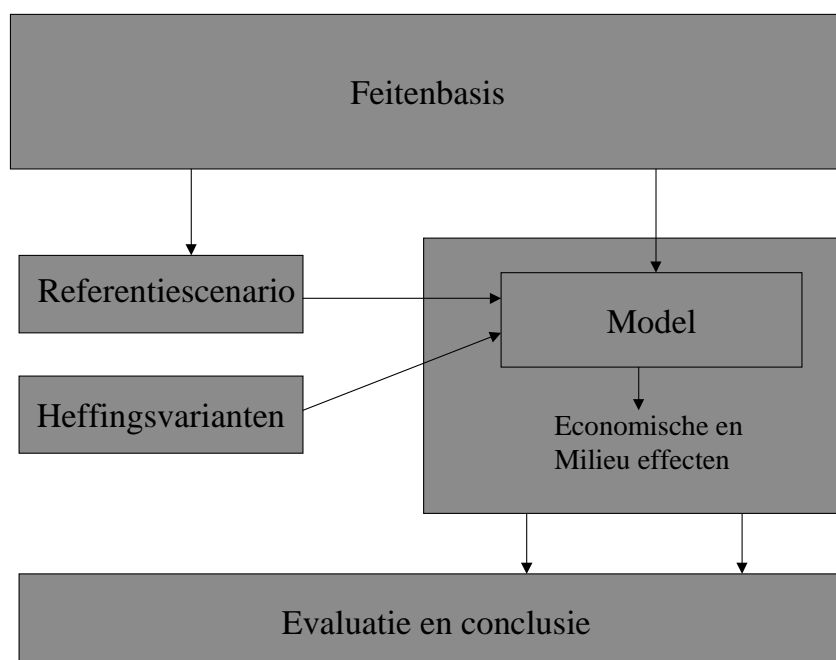 Feitenbasis
Referentiescenario
Model
Heffingsvarianten
Economische en
Milieu effecten
Evaluatie en conclusie